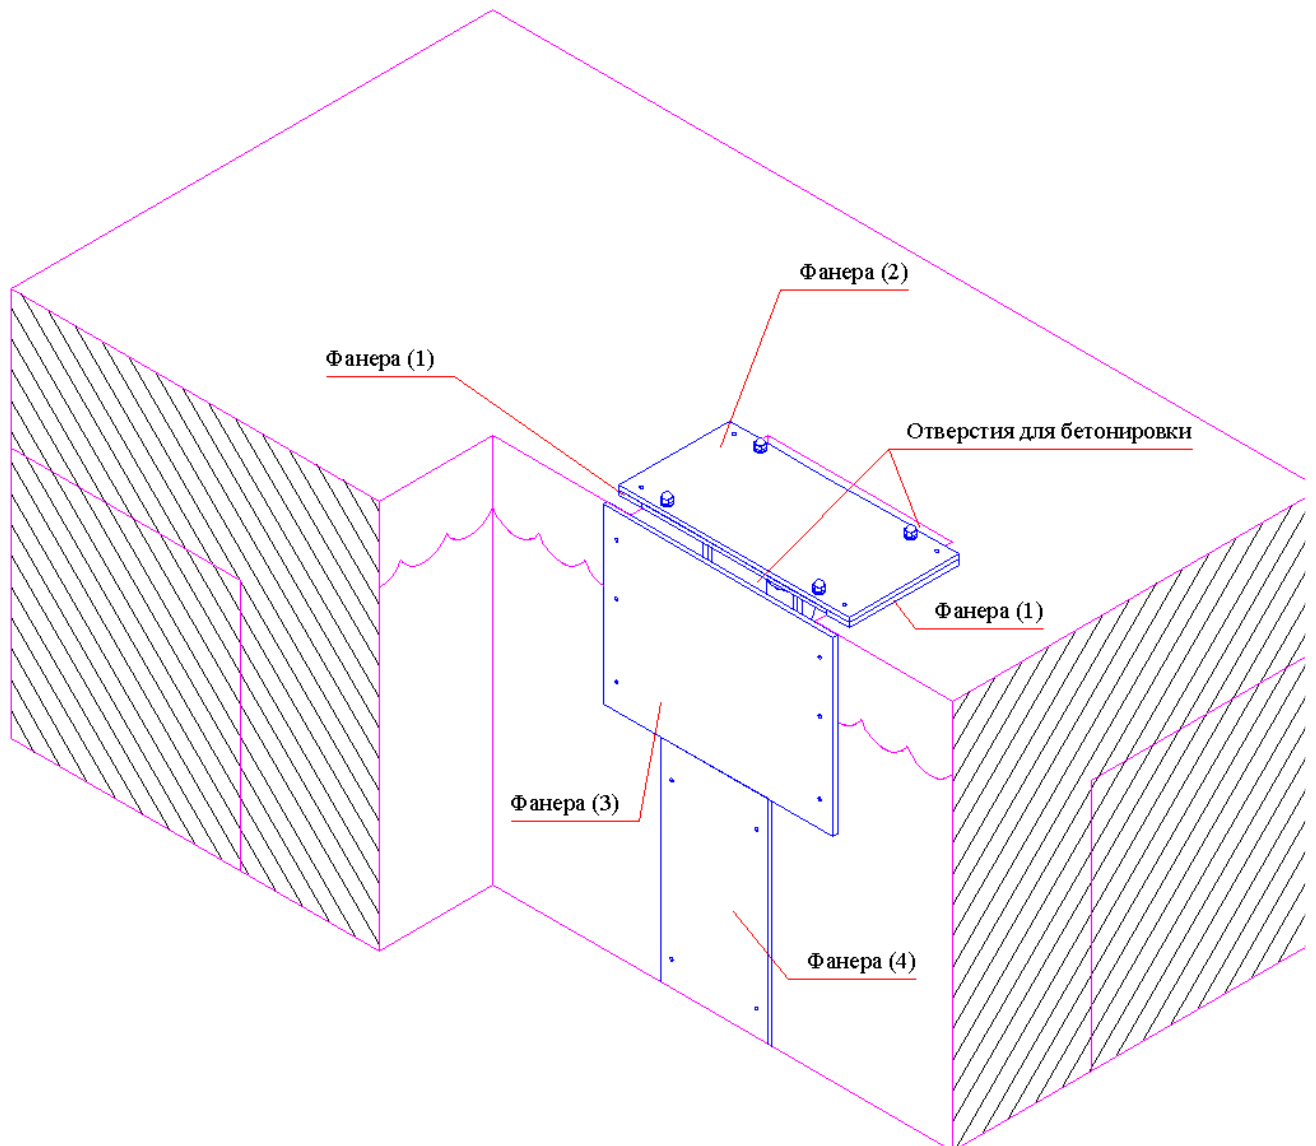 Фанера (2)
Фанера (1)
Отверстия для бетонировки
Фанера (1)
Фанера (3)
Фанера (4)